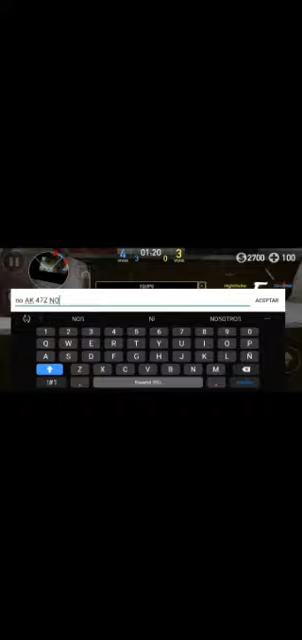 4 01:20 3
3 0
$2700 + 100
no AK 47Z NO
ACEPTAR
NOS NI NOSOTROS ...
1 2 3 4 5 6 7 8 9 0
Q W E R T Y U I O P
A S D F G H J K L Ñ
Z X C V B N M
!#1 , .